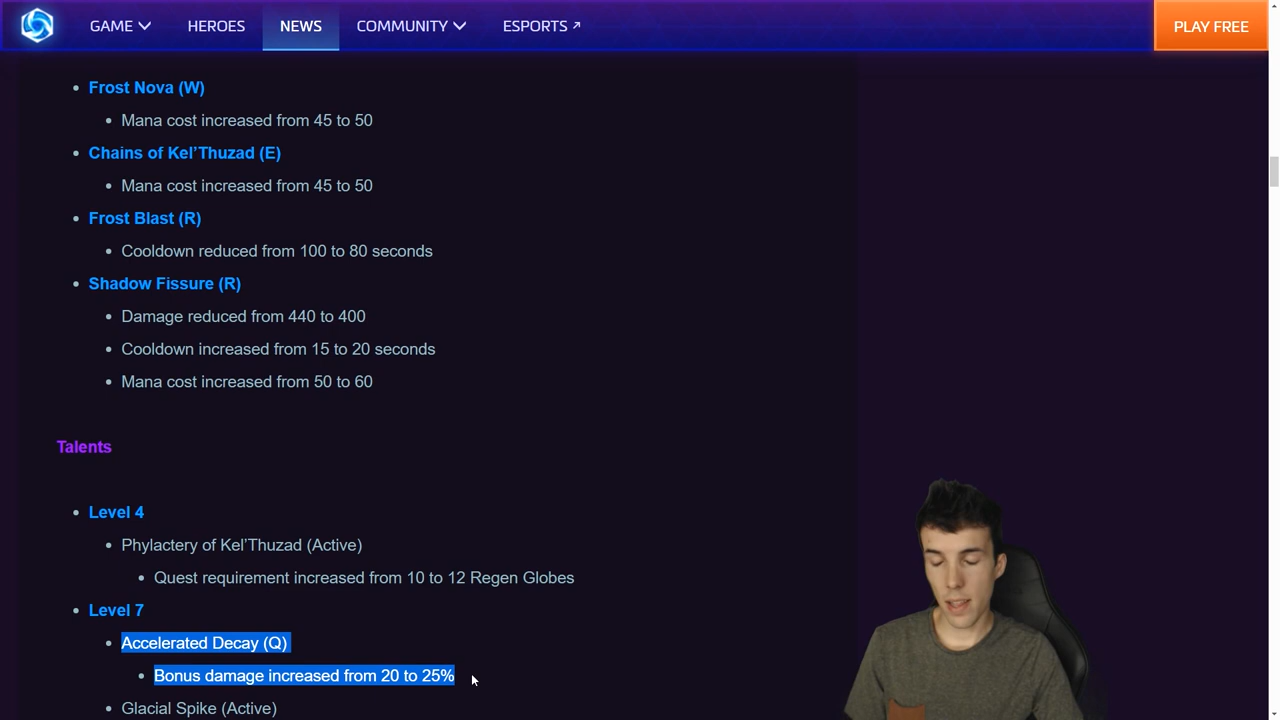 GAME HEROES NEWS COMMUNITY ESPORTS PLAY FREE
Frost Nova (W)
Mana cost increased from 45 to 50
Chains of Kel'Thuzad (E)
Mana cost increased from 45 to 50
Frost Blast (R)
Cooldown reduced from 100 to 80 seconds
Shadow Fissure (R)
Damage reduced from 440 to 400
Cooldown increased from 15 to 20 seconds
Mana cost increased from 50 to 60
Talents
Level 4
Phylactery of Kel'Thuzad (Active)
Quest requirement increased from 10 to 12 Regen Globes
Level 7
Accelerated Decay (Q)
Bonus damage increased from 20 to 25%
Glacial Spike (Active)